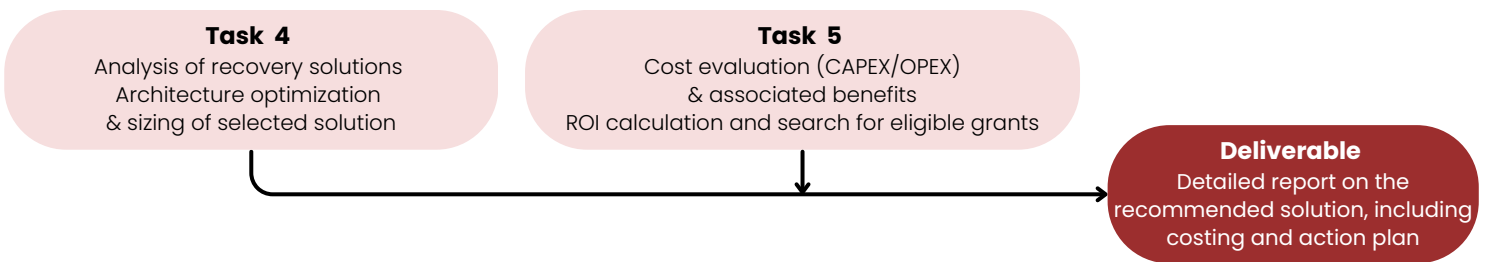 Task 4
Analysis of recovery solutions
Architecture optimization
& sizing of selected solution
Task 5
Cost evaluation (CAPEX/OPEX)
& associated benefits
ROI calculation and search for eligible grants
Deliverable
Detailed report on the
recommended solution, including
costing and action plan